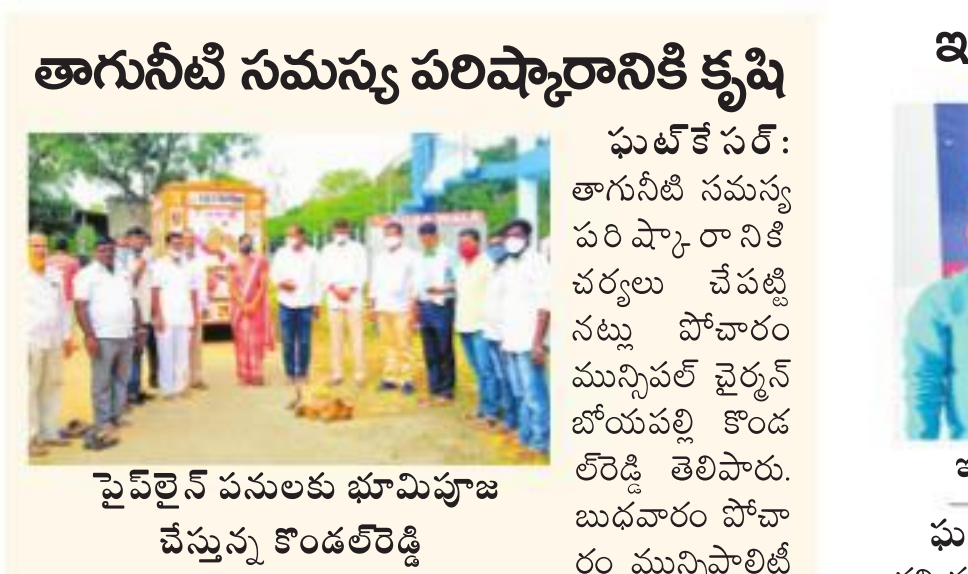 తాగునీటి సమస్య పరిష్కారానికి కృషి
ఘట్‌కేసర్:
తాగునీటి సమస్య
పరిష్కారానికి
చర్యలు చేపట్టి
నట్లు పోచారం
మున్సిపల్ చైర్మన్
బోయపల్లి కొండ
ల్‌రెడ్డి తెలిపారు.
బుధవారం పోచా
రం మున్సిపాలిటీ
పైప్‌లైన్ పనులకు భూమిపూజ
చేస్తున్న కొండల్‌రెడ్డి
ఇ
ఘ